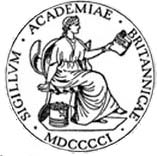 SIGILLVM · ACADEMIAE · BRITANNICAE
· MDCCCCI ·